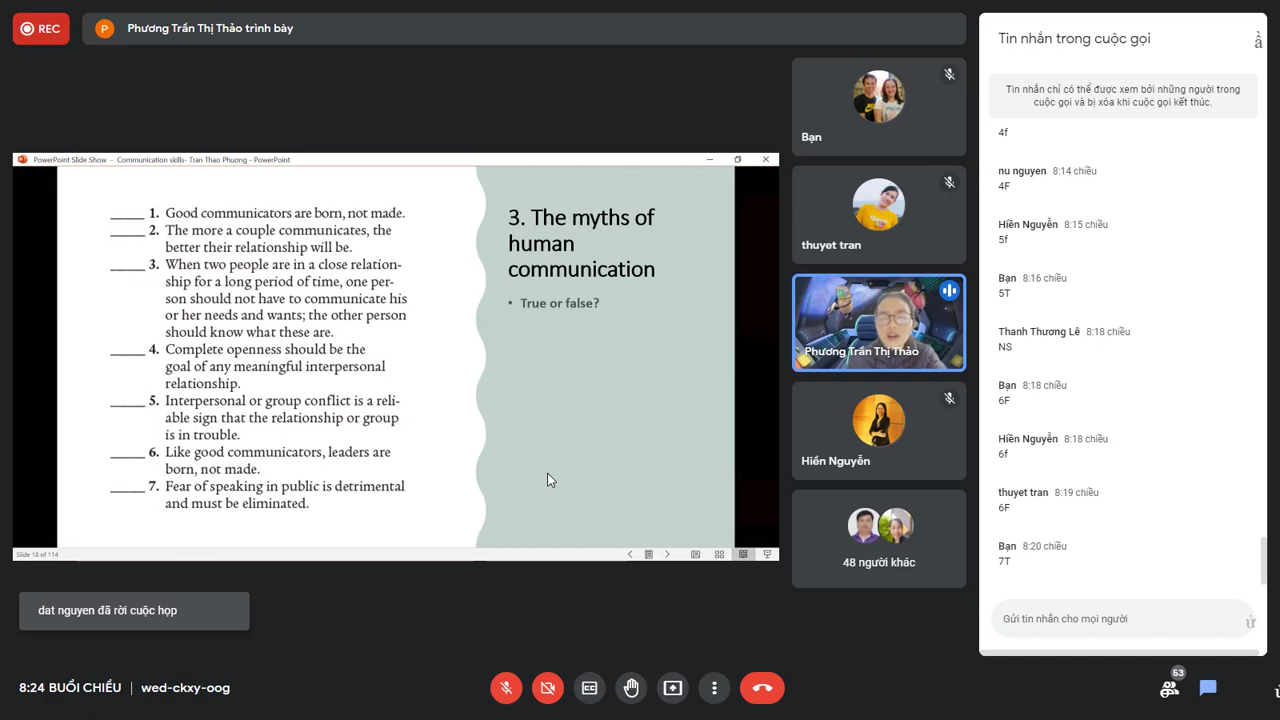 REC
P
Phương Trần Thị Thảo trình bày
PowerPoint Slide Show - Communication skills- Tran Thao Phuong - PowerPoint
_____ 1. Good communicators are born, not made.
_____ 2. The more a couple communicates, the
better their relationship will be.
_____ 3. When two people are in a close relation-
ship for a long period of time, one per-
son should not have to communicate his
or her needs and wants; the other person
should know what these are.
_____ 4. Complete openness should be the
goal of any meaningful interpersonal
relationship.
_____ 5. Interpersonal or group conflict is a reli-
able sign that the relationship or group
is in trouble.
_____ 6. Like good communicators, leaders are
born, not made.
_____ 7. Fear of speaking in public is detrimental
and must be eliminated.
3. The myths of
human
communication
• True or false?
Slide 18 of 114
Bạn
thuyet tran
Phương Trần Thị Thảo
Hiền Nguyễn
48 người khác
Tin nhắn trong cuộc gọi
Tin nhắn chỉ có thể được xem bởi những người trong
cuộc gọi và bị xóa khi cuộc gọi kết thúc.
4f
nu nguyen 8:14 chiều
4F
Hiền Nguyễn 8:15 chiều
5f
Bạn 8:16 chiều
5T
Thanh Thương Lê 8:18 chiều
NS
Bạn 8:18 chiều
6F
Hiền Nguyễn 8:18 chiều
6f
thuyet tran 8:19 chiều
6F
Bạn 8:20 chiều
7T
Gửi tin nhắn cho mọi người
dat nguyen đã rời cuộc họp
8:24 BUỔI CHIỀU | wed-ckxy-oog
53